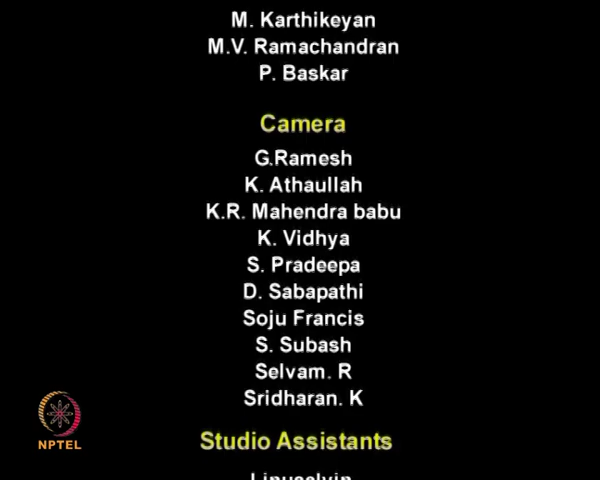 M. Karthikeyan
M.V. Ramachandran
P. Baskar
Camera
G.Ramesh
K. Athaullah
K.R. Mahendra babu
K. Vidhya
S. Pradeepa
D. Sabapathi
Soju Francis
S. Subash
Selvam. R
Sridharan. K
NPTEL
Studio Assistants